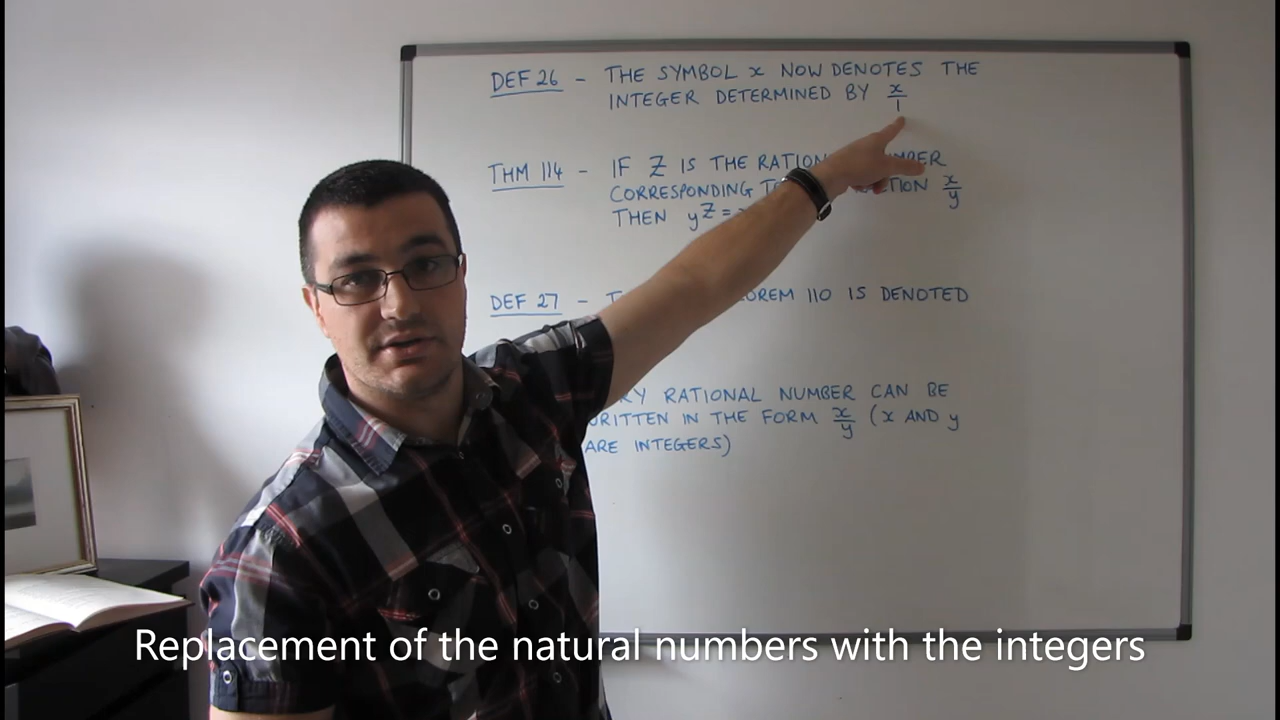 DEF 26 - THE SYMBOL x NOW DENOTES THE
INTEGER DETERMINED BY x/1
THM 114 - IF Z IS THE RATION
CORRESPONDING x/y
THEN yZ =
DEF 27 - 110 IS DENOTED
RATIONAL NUMBER CAN BE
WRITTEN IN THE FORM x/y (x AND y
ARE INTEGERS)
Replacement of the natural numbers with the integers